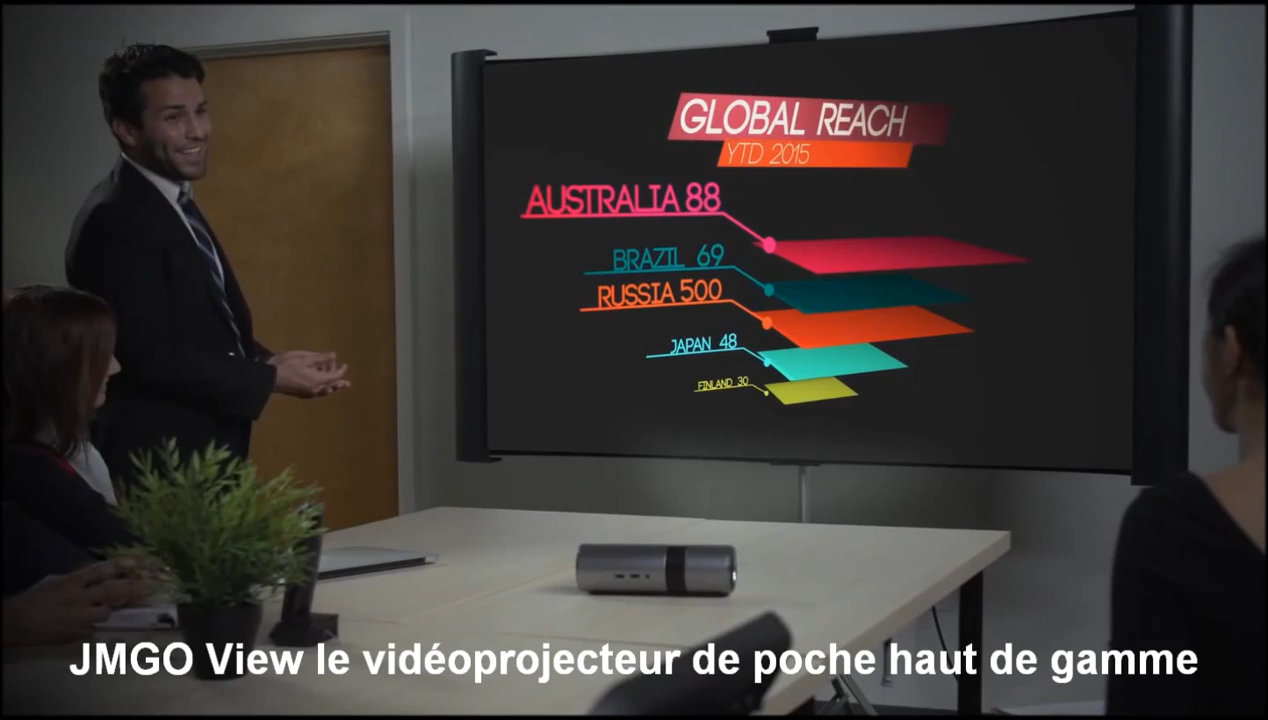 GLOBAL REACH
YTD 2015
AUSTRALIA 88
BRAZIL 69
RUSSIA 500
JAPAN 48
FINLAND 30
JMGO View le vidéoprojecteur de poche haut de gamme